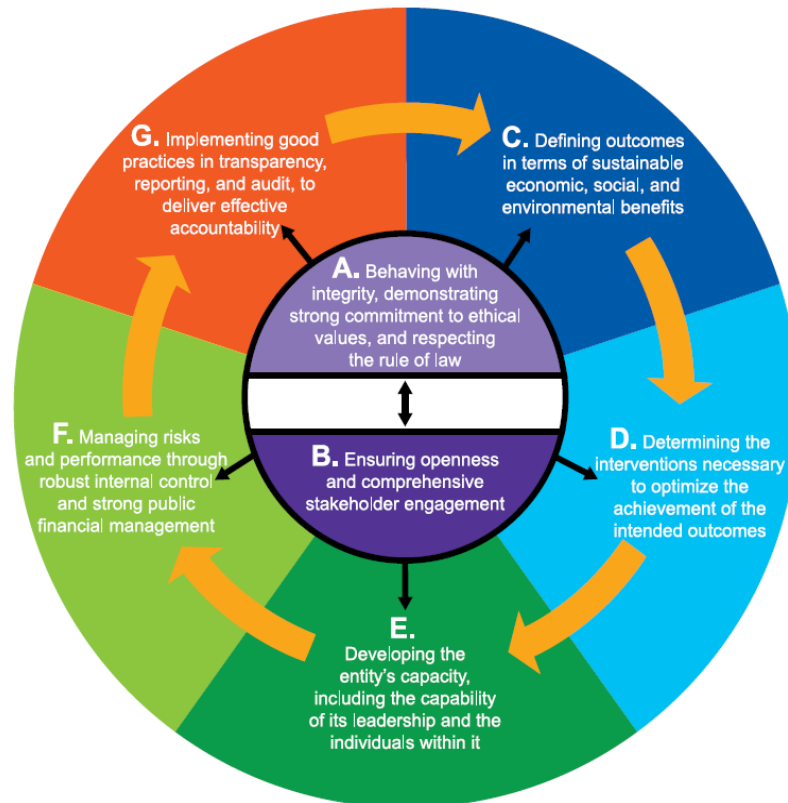 A. Behaving with
integrity, demonstrating
strong commitment to ethical
values, and respecting
the rule of law
B. Ensuring openness
and comprehensive
stakeholder engagement
C. Defining outcomes
in terms of sustainable
economic, social, and
environmental benefits
D. Determining the
interventions necessary
to optimize the
achievement of the
intended outcomes
E.
Developing the
entity's capacity,
including the capability
of its leadership and the
individuals within it
F. Managing risks
and performance through
robust internal control
and strong public
financial management
G. Implementing good
practices in transparency,
reporting, and audit, to
deliver effective
accountability